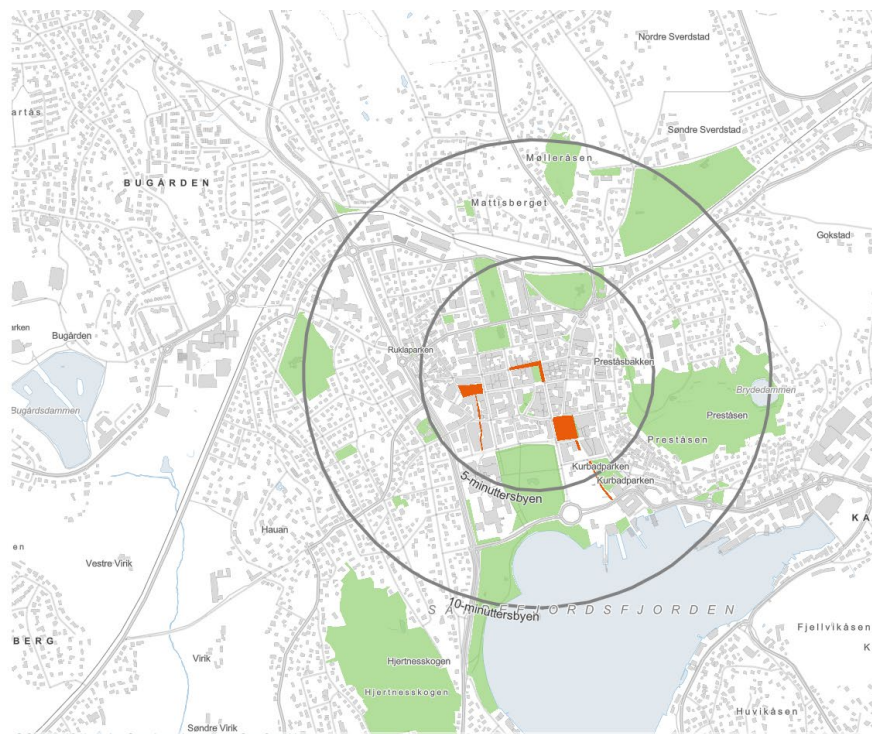 Nordre Sverdstad
artås
Søndre Sverdstad
Mølleråsen
BUGÅRDEN
Mattisberget
Gokstad
arken
Bugården
Ruklaparken
Preståsbakken
Brydedammen
Bugårdsdammen
Preståsen
Preståsen
Kurbadparken
5-minuttersbyen
Kurbadparken
KA
Hauan
en
Vestre Virik
10-minuttersbyen
FJORDSFJORDEN
Fjellvikåsen
BERG
K
Virik
Hjertnesskogen
Hjertnesskogen
Huvikåsen
Søndre Virik